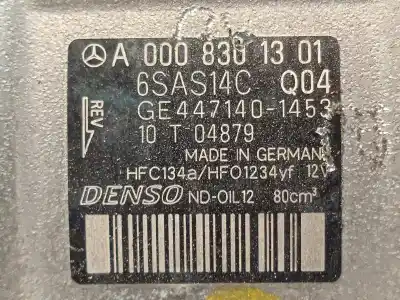 A 000 830 13 01
6SAS14C Q04
GE447140-1453
REV
10 T 04879
MADE IN GERMANY
HFC134a/HFO1234yf 12V
DENSO ND-OIL12 80cm³